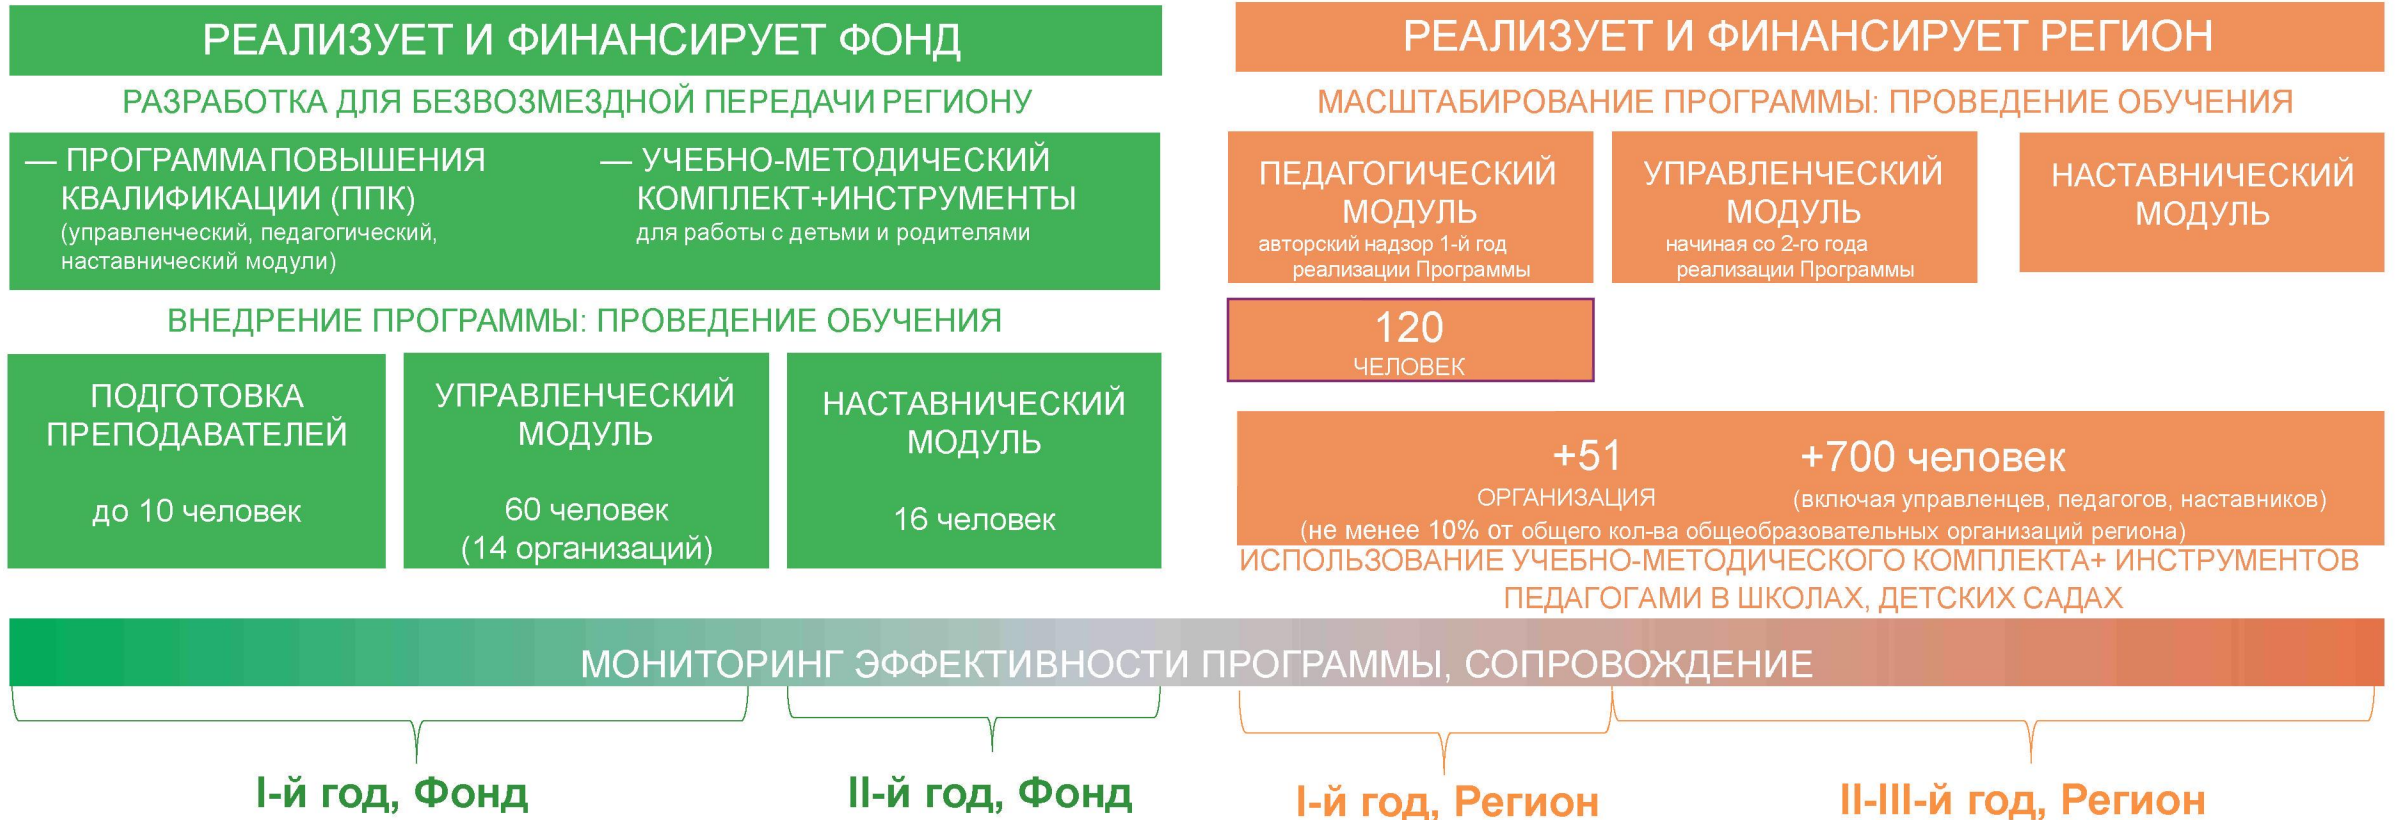 РЕАЛИЗУЕТ И ФИНАНСИРУЕТ ФОНД
РАЗРАБОТКА ДЛЯ БЕЗВОЗМЕЗДНОЙ ПЕРЕДАЧИ РЕГИОНУ
— ПРОГРАММА ПОВЫШЕНИЯ
КВАЛИФИКАЦИИ (ППК)
(управленческий, педагогический,
наставнический модули)
— УЧЕБНО-МЕТОДИЧЕСКИЙ
КОМПЛЕКТ+ИНСТРУМЕНТЫ
для работы с детьми и родителями
ВНЕДРЕНИЕ ПРОГРАММЫ: ПРОВЕДЕНИЕ ОБУЧЕНИЯ
ПОДГОТОВКА
ПРЕПОДАВАТЕЛЕЙ
до 10 человек
УПРАВЛЕНЧЕСКИЙ
МОДУЛЬ
60 человек
(14 организаций)
НАСТАВНИЧЕСКИЙ
МОДУЛЬ
16 человек
РЕАЛИЗУЕТ И ФИНАНСИРУЕТ РЕГИОН
МАСШТАБИРОВАНИЕ ПРОГРАММЫ: ПРОВЕДЕНИЕ ОБУЧЕНИЯ
ПЕДАГОГИЧЕСКИЙ
МОДУЛЬ
авторский надзор 1-й год
реализации Программы
УПРАВЛЕНЧЕСКИЙ
МОДУЛЬ
начиная со 2-го года
реализации Программы
НАСТАВНИЧЕСКИЙ
МОДУЛЬ
120
ЧЕЛОВЕК
+51
ОРГАНИЗАЦИЯ
+700 человек
(включая управленцев, педагогов, наставников)
(не менее 10% от общего кол-ва общеобразовательных организаций региона)
ИСПОЛЬЗОВАНИЕ УЧЕБНО-МЕТОДИЧЕСКОГО КОМПЛЕКТА+ ИНСТРУМЕНТОВ
ПЕДАГОГАМИ В ШКОЛАХ, ДЕТСКИХ САДАХ
МОНИТОРИНГ ЭФФЕКТИВНОСТИ ПРОГРАММЫ, СОПРОВОЖДЕНИЕ
I-й год, Фонд
II-й год, Фонд
I-й год, Регион
II-III-й год, Регион